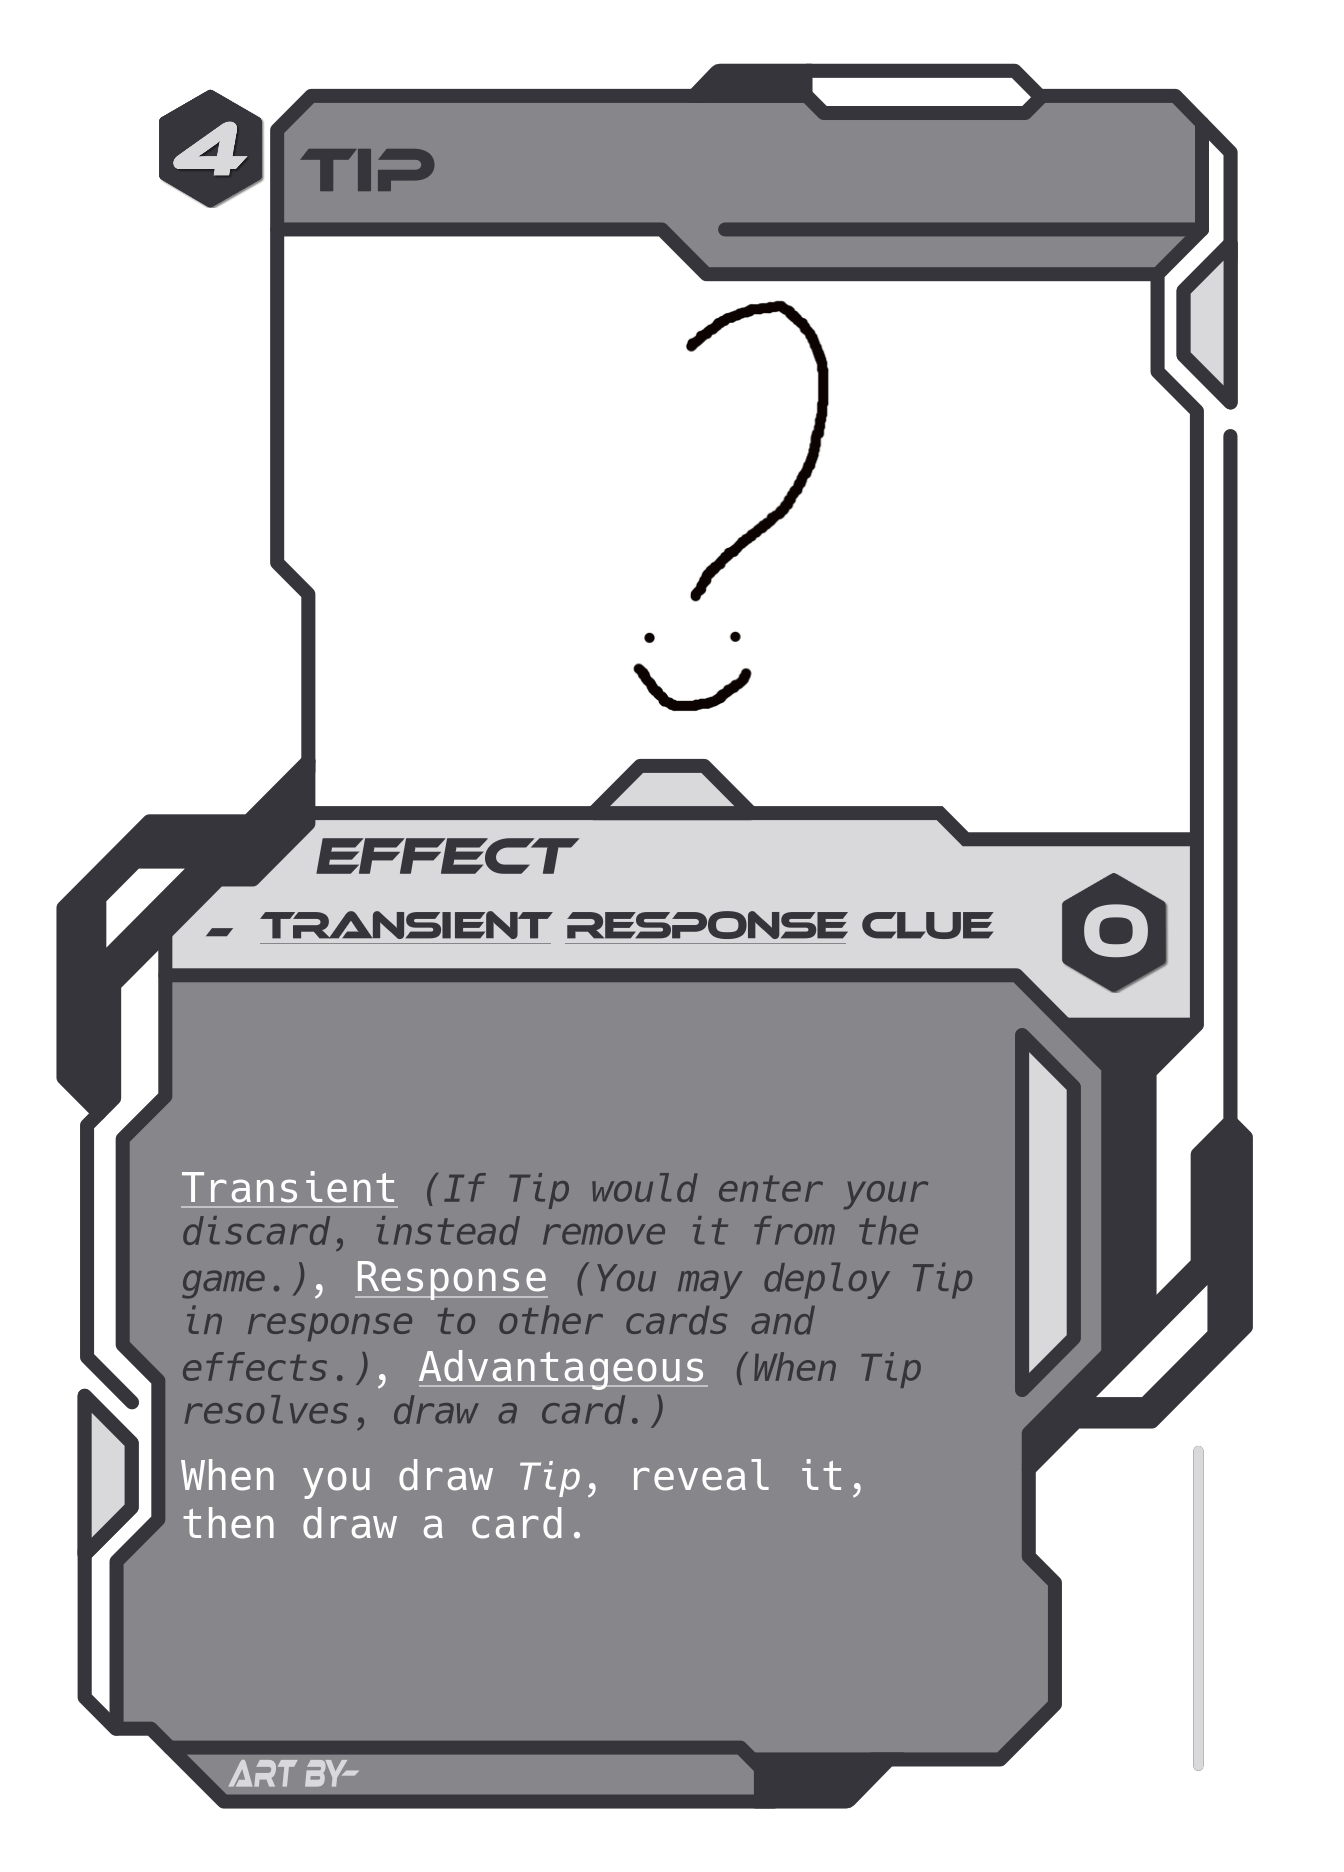 4
TIP
?
EFFECT
- TRANSIENT RESPONSE CLUE
0
Transient (If Tip would enter your
discard, instead remove it from the
game.), Response (You may deploy Tip
in response to other cards and
effects.), Advantageous (When Tip
resolves, draw a card.)
When you draw Tip, reveal it,
then draw a card.
ART BY-